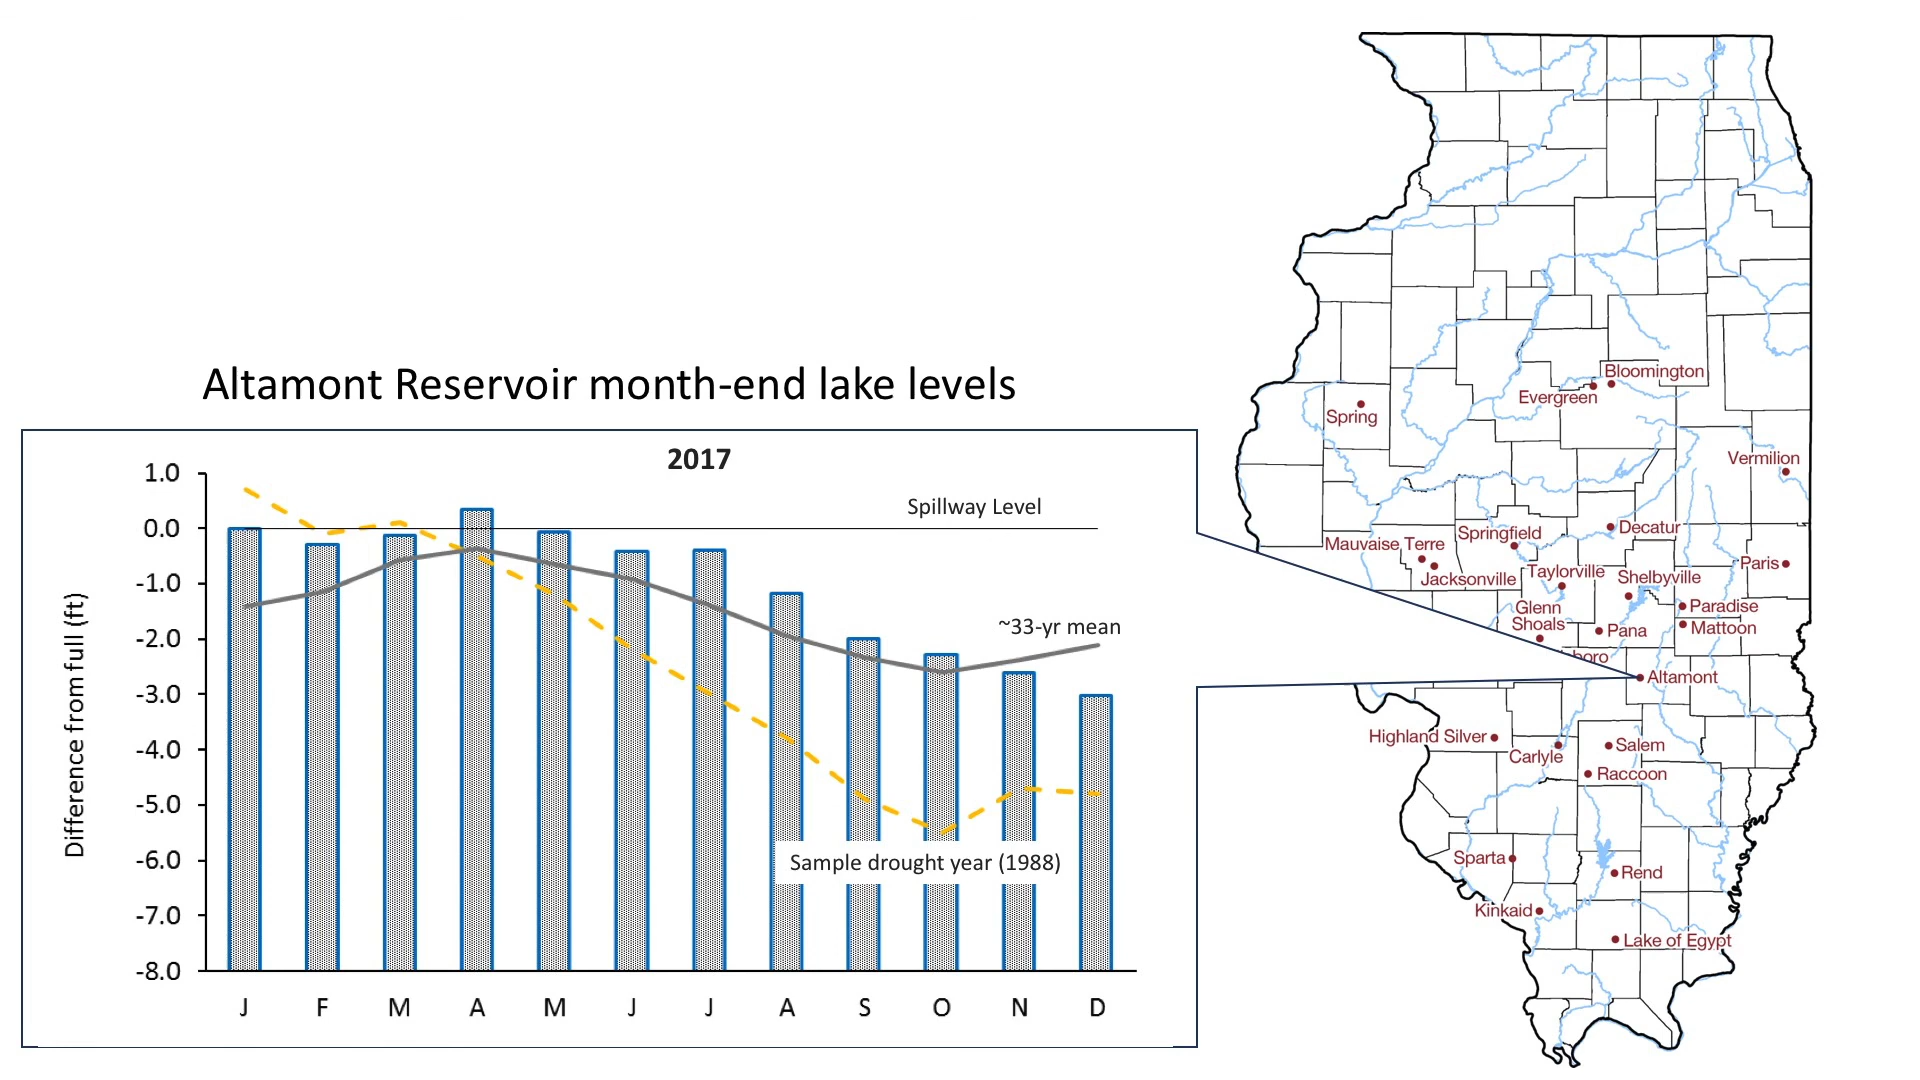 Altamont Reservoir month-end lake levels
2017
1.0
0.0
-1.0
-2.0
-3.0
-4.0
-5.0
-6.0
-7.0
-8.0
Difference from full (ft)
Spillway Level
~33-yr mean
Sample drought year (1988)
J F M A M J J A S O N D
Bloomington
Evergreen
Spring
Vermilion
Decatur
Springfield
Mauvaise Terre
Jacksonville
Taylorville
Shelbyville
Paris
Glenn
Shoals
Paradise
Pana
Mattoon
boro
Altamont
Highland Silver
Carlyle
Salem
Raccoon
Sparta
Rend
Kinkaid
Lake of Egypt